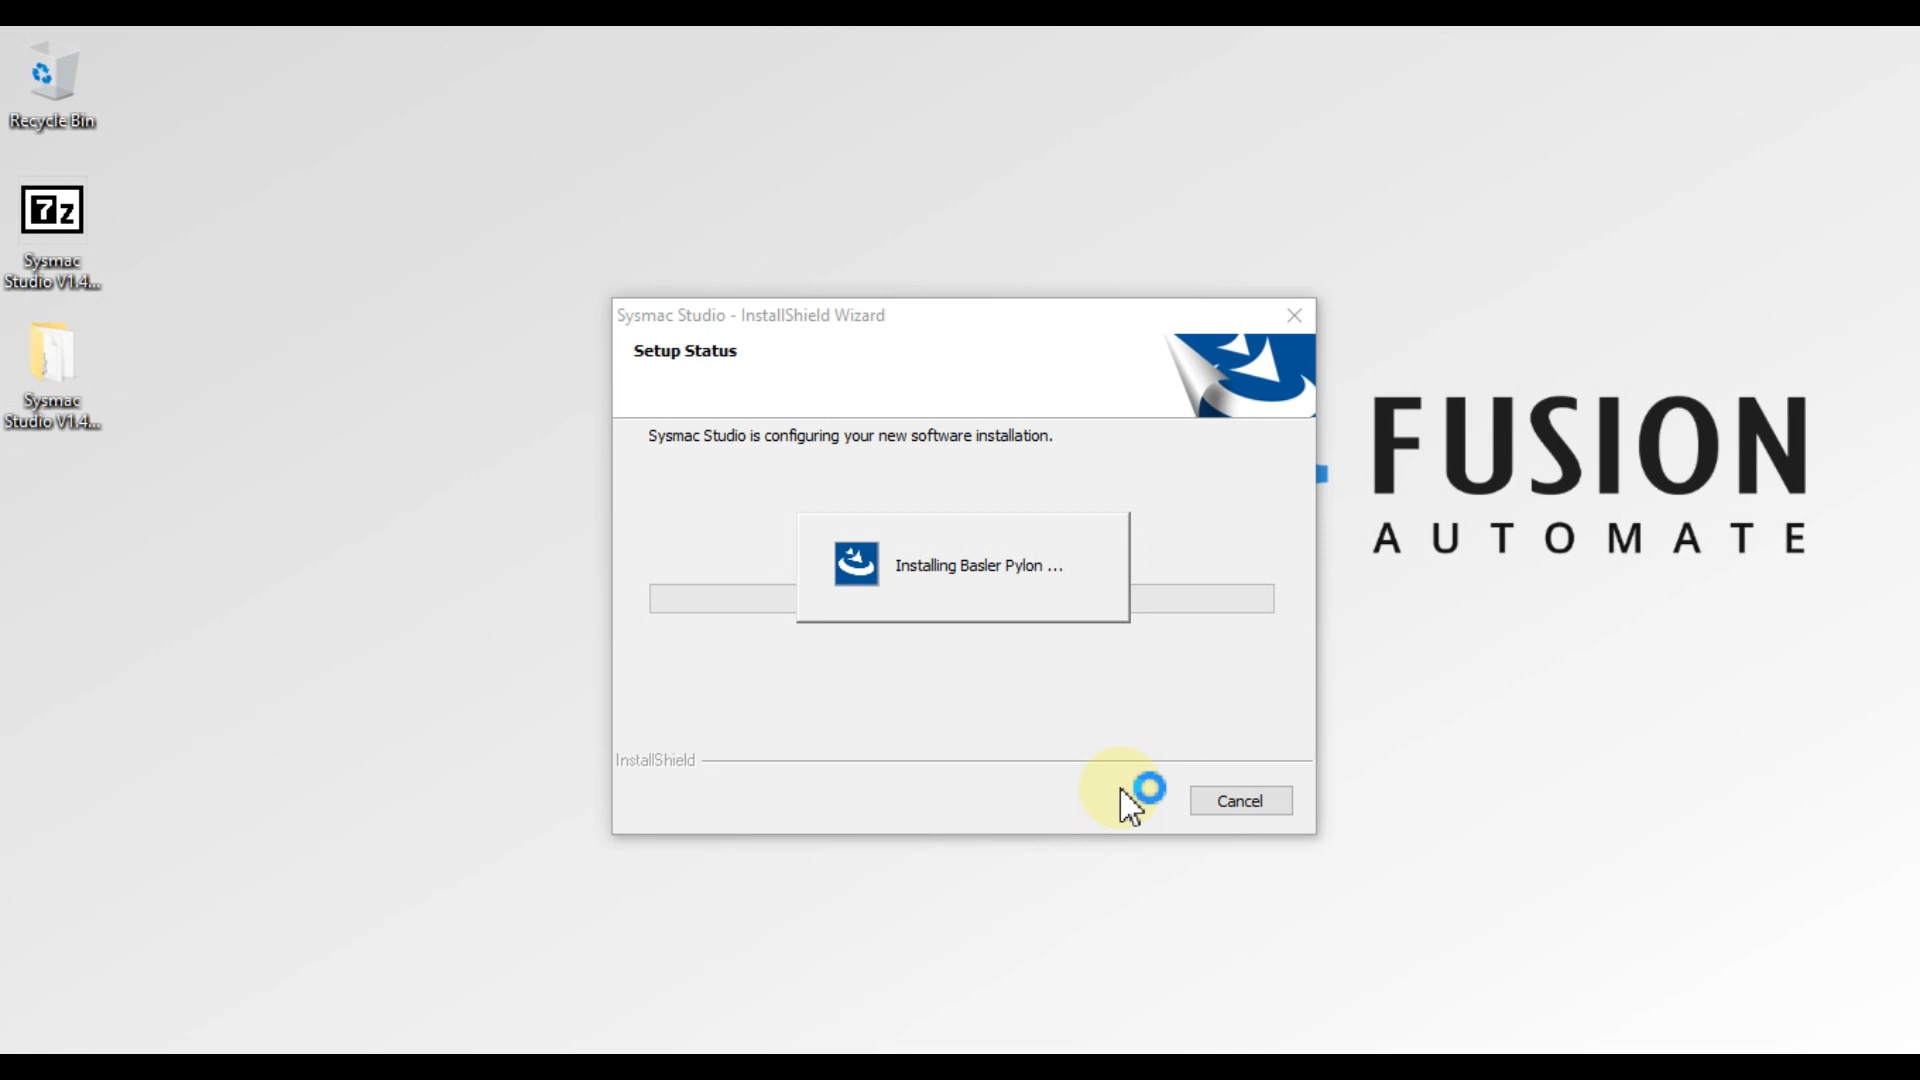 Recycle Bin
7z
Sysmac
Studio V1.4...
Sysmac
Studio V1.4...
Sysmac Studio - InstallShield Wizard
Setup Status
Sysmac Studio is configuring your new software installation.
Installing Basler Pylon ...
InstallShield
Cancel
FUSION
AUTOMATE